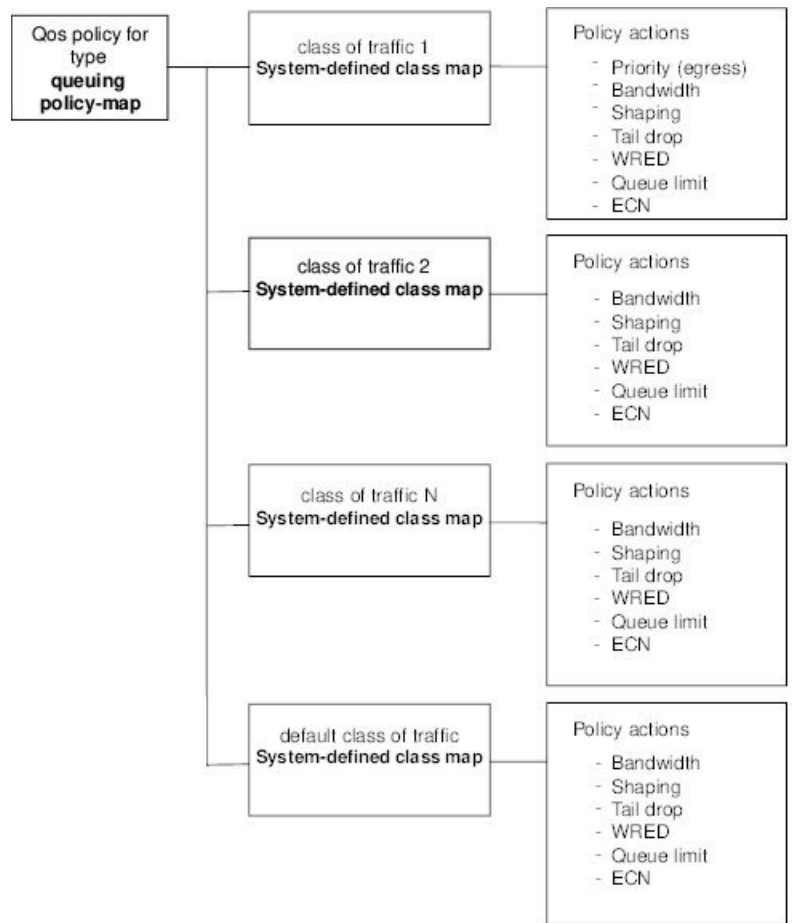 Qos policy for
type
queuing
policy-map
class of traffic 1
System-defined class map
Policy actions
- Priority (egress)
- Bandwidth
- Shaping
- Tail drop
- WRED
- Queue limit
- ECN
class of traffic 2
System-defined class map
Policy actions
- Bandwidth
- Shaping
- Tail drop
- WRED
- Queue limit
- ECN
class of traffic N
System-defined class map
Policy actions
- Bandwidth
- Shaping
- Tail drop
- WRED
- Queue limit
- ECN
default class of traffic
System-defined class map
Policy actions
- Bandwidth
- Shaping
- Tail drop
- WRED
- Queue limit
- ECN